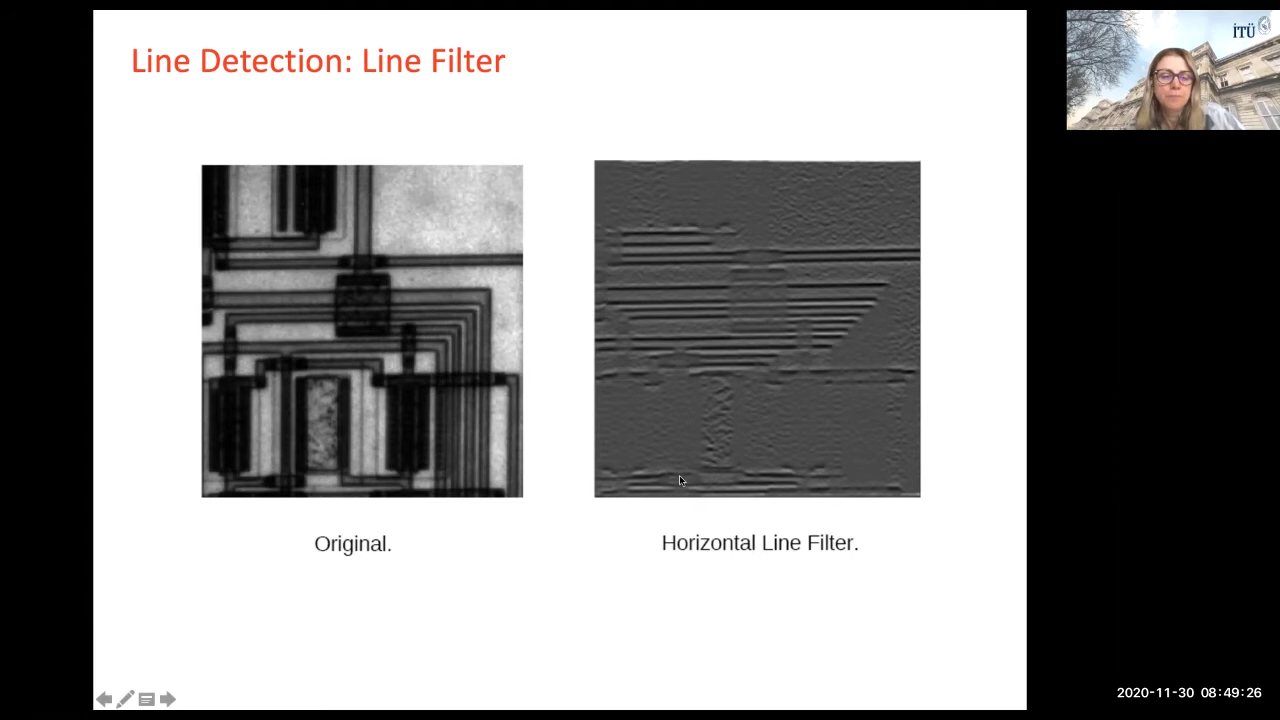 Line Detection: Line Filter
İTÜ
Original.
Horizontal Line Filter.
2020-11-30 08:49:26